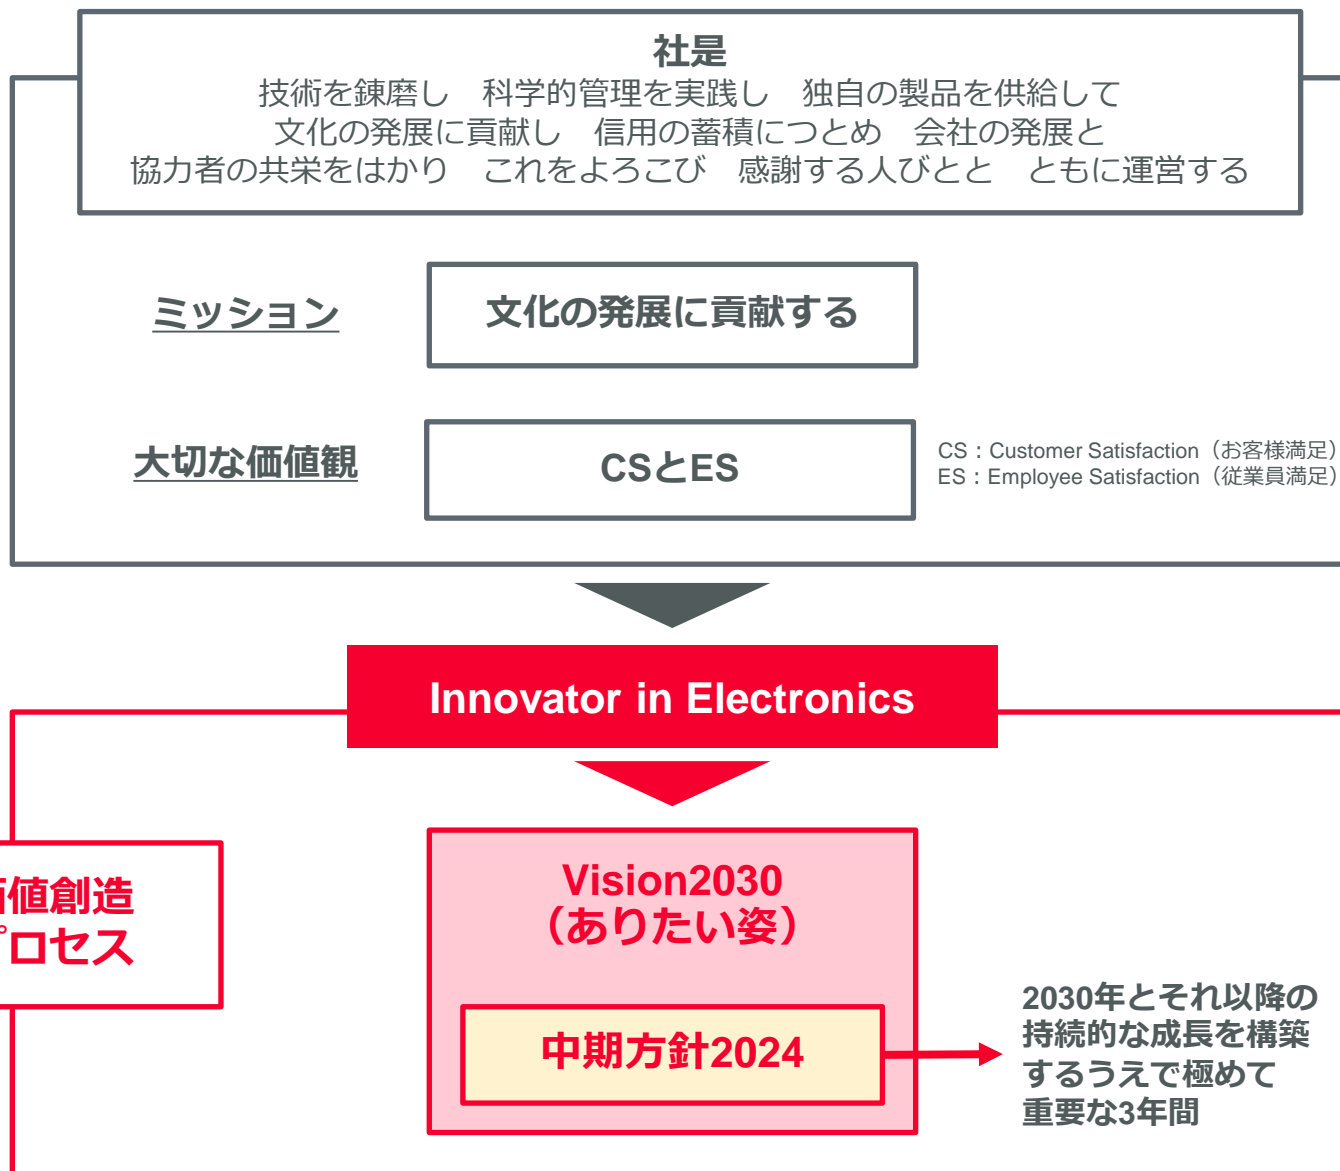 社是
技術を錬磨し　科学的管理を実践し　独自の製品を供給して
文化の発展に貢献し　信用の蓄積につとめ　会社の発展と
協力者の共栄をはかり　これをよろこび　感謝する人びとと　ともに運営する
ミッション
文化の発展に貢献する
大切な価値観
CSとES
CS：Customer Satisfaction（お客様満足）
ES：Employee Satisfaction（従業員満足）
Innovator in Electronics
Vision2030
（ありたい姿）
値創造
プロセス
中期方針2024
2030年とそれ以降の
持続的な成長を構築
するうえで極めて
重要な3年間